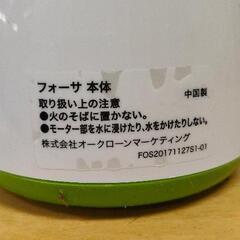 フォーサ 本体
中国製
取り扱い上の注意
●火のそばに置かない。
●モーター部を水に浸けたり、水をかけたりしない。
株式会社オークローンマーケティング
FOS20171127S1-01